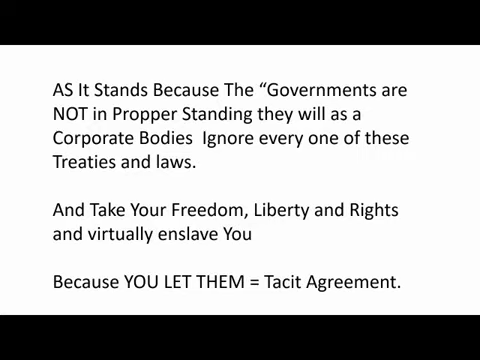 AS It Stands Because The “Governments are
NOT in Propper Standing they will as a
Corporate Bodies  Ignore every one of these
Treaties and laws.
And Take Your Freedom, Liberty and Rights
and virtually enslave You
Because YOU LET THEM = Tacit Agreement.